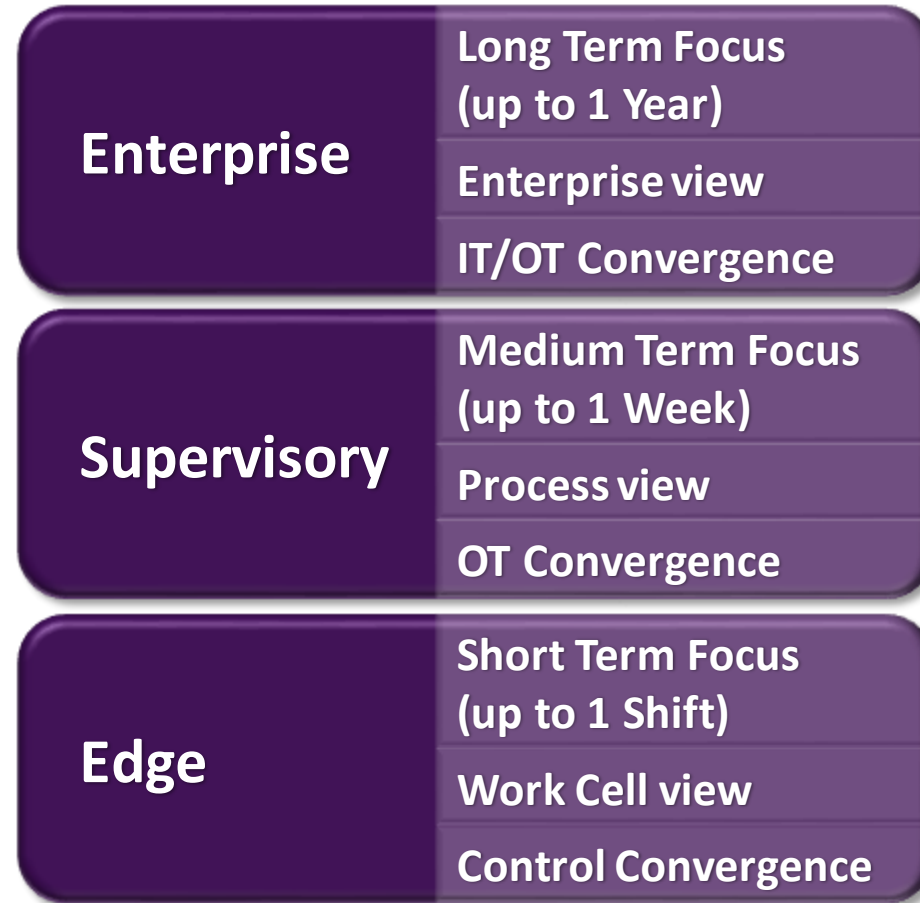 Enterprise
Long Term Focus
(up to 1 Year)
Enterprise view
IT/OT Convergence
Supervisory
Medium Term Focus
(up to 1 Week)
Process view
OT Convergence
Edge
Short Term Focus
(up to 1 Shift)
Work Cell view
Control Convergence